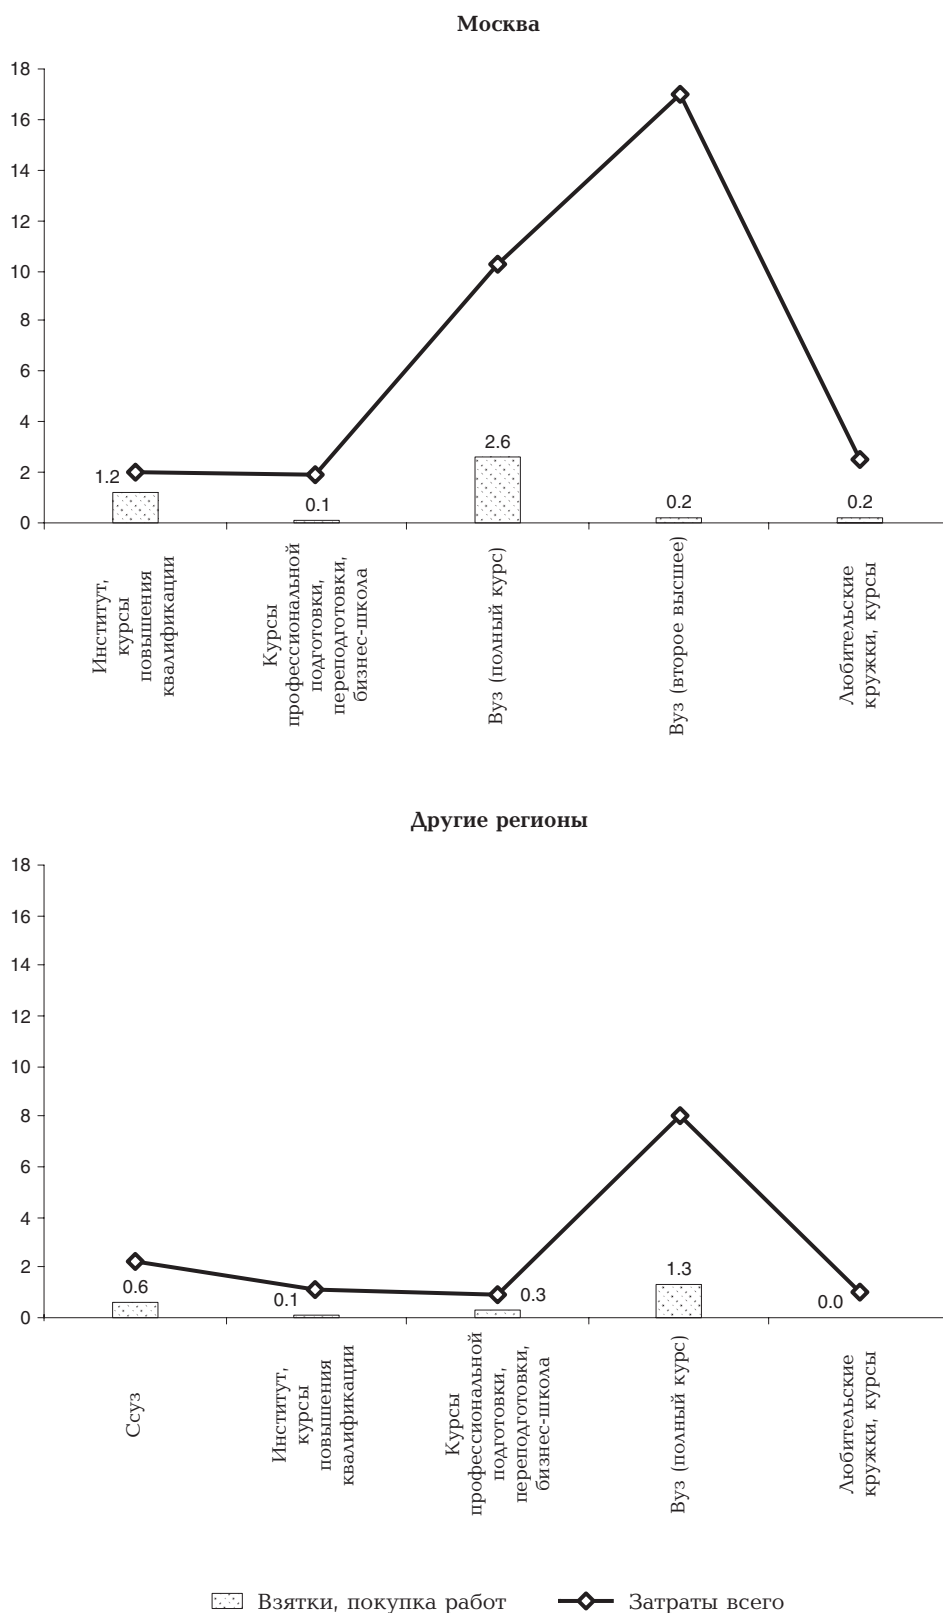 Москва
18
16
14
12
10
8
6
4
2
0
1.2
0.1
2.6
0.2
0.2
Институт,
курсы
повышения
квалификации
Курсы
профессиональной
подготовки,
переподготовки,
бизнес-школа
Вуз (полный курс)
Вуз (второе высшее)
Любительские
кружки, курсы
Другие регионы
18
16
14
12
10
8
6
4
2
0
0.6
0.1
0.3
1.3
0.0
Ссуз
Институт,
курсы
повышения
квалификации
Курсы
профессиональной
подготовки,
переподготовки,
бизнес-школа
Вуз (полный курс)
Любительские
кружки, курсы
Взятки, покупка работ
Затраты всего